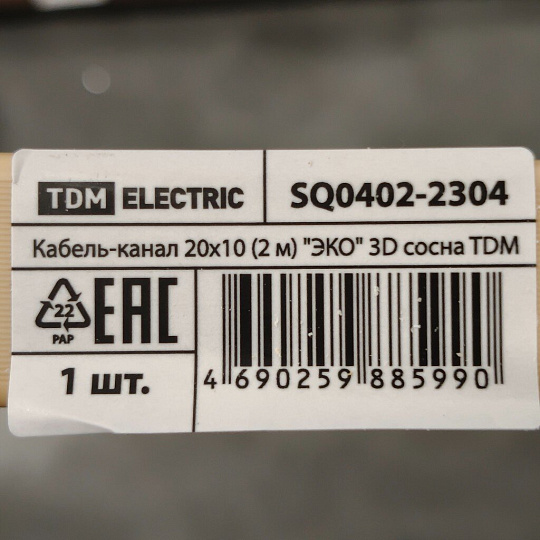 TDM ELECTRIC
SQ0402-2304
Кабель-канал 20х10 (2 м) "ЭКО" 3D сосна TDM
22
PAP
EAC
1 шт.
4 690259 885990